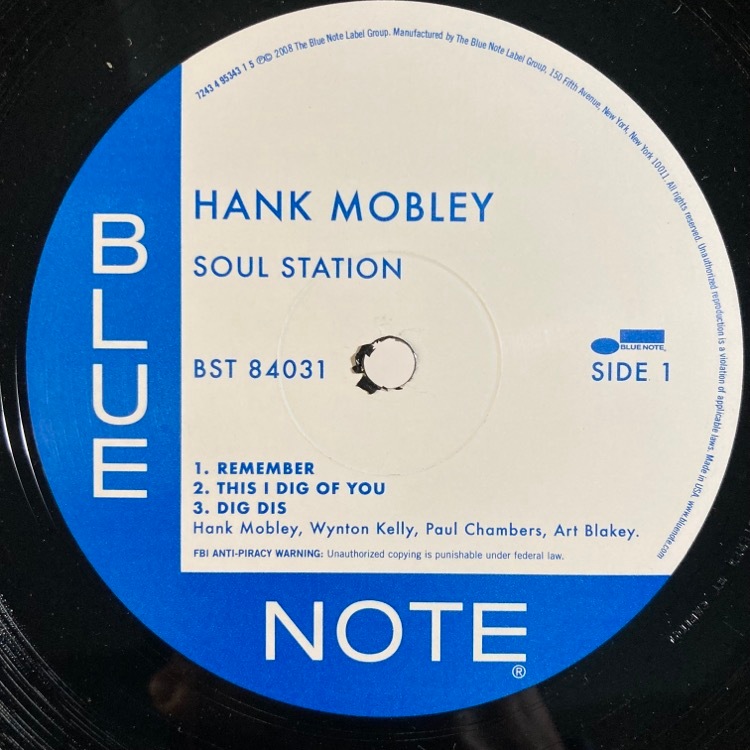 7243 4 95343 1 5 ℗© 2008 The Blue Note Label Group. Manufactured by The Blue Note Label Group, 150 Fifth Avenue, New York, New York 10011. All rights reserved. Unauthorized reproduction is a violation of applicable laws. Made in USA. www.bluenote.com
HANK MOBLEY
SOUL STATION
BLUE
BST 84031
BLUE NOTE
SIDE 1
1. REMEMBER
2. THIS I DIG OF YOU
3. DIG DIS
Hank Mobley, Wynton Kelly, Paul Chambers, Art Blakey.
FBI ANTI-PIRACY WARNING: Unauthorized copying is punishable under federal law.
NOTE®